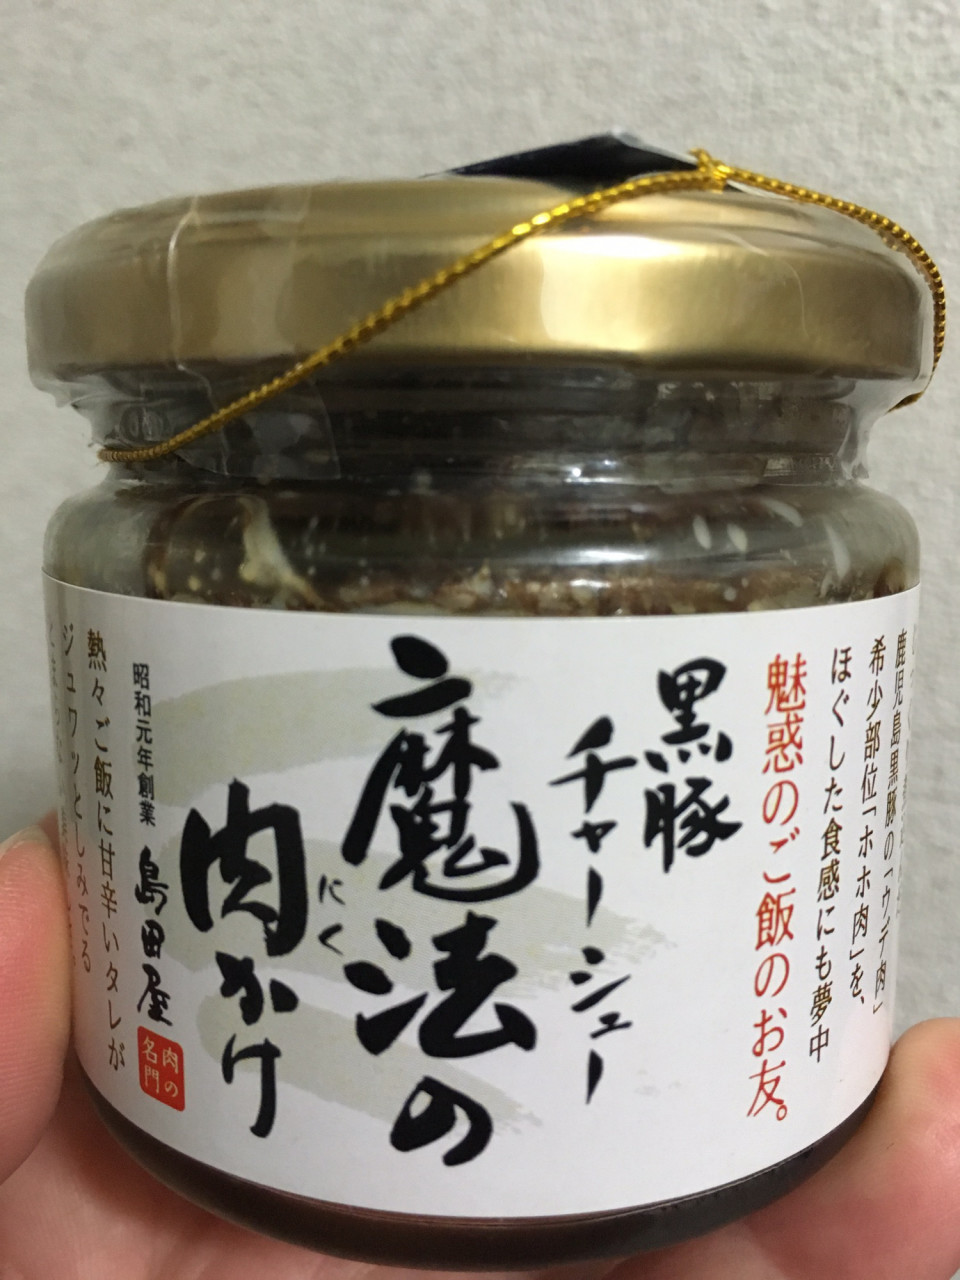 鹿児島黒豚の「ウデ肉」
希少部位「ホホ肉」を、
ほぐした食感にも夢中
魅惑のご飯のお友。
黒豚
チャーシュー
魔法の
肉かけ
にく
昭和元年創業 島田屋
肉の
名門
熱々ご飯に甘辛いタレが
ジュワッとしみでる